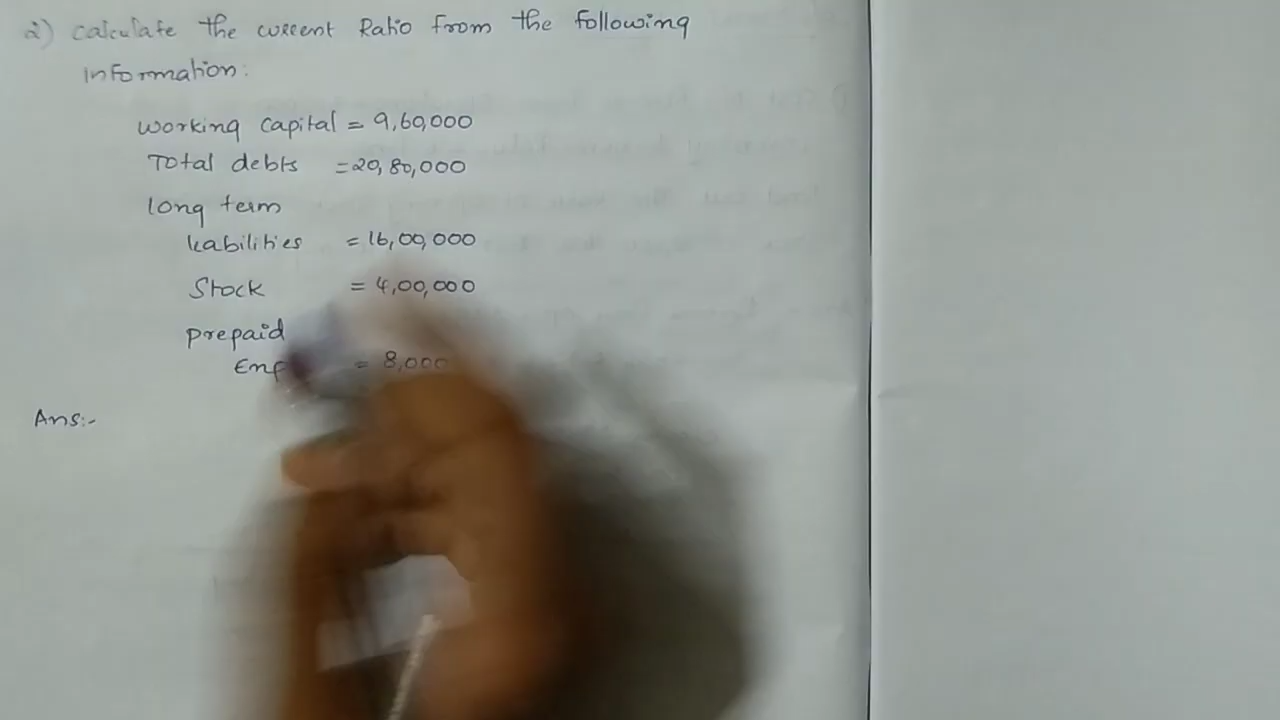 2) calculate the current Ratio from the following
information:
working capital = 9,60,000
Total debts = 20,80,000
long term
liabilities = 16,00,000
Stock = 4,00,000
prepaid
= 8,000
Ans:-